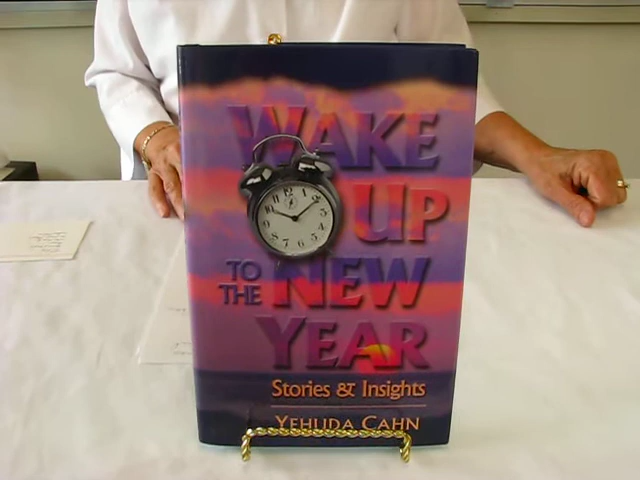 WAKE
UP
TO THE NEW
YEAR
Stories & Insights
YEHUDA CAHN